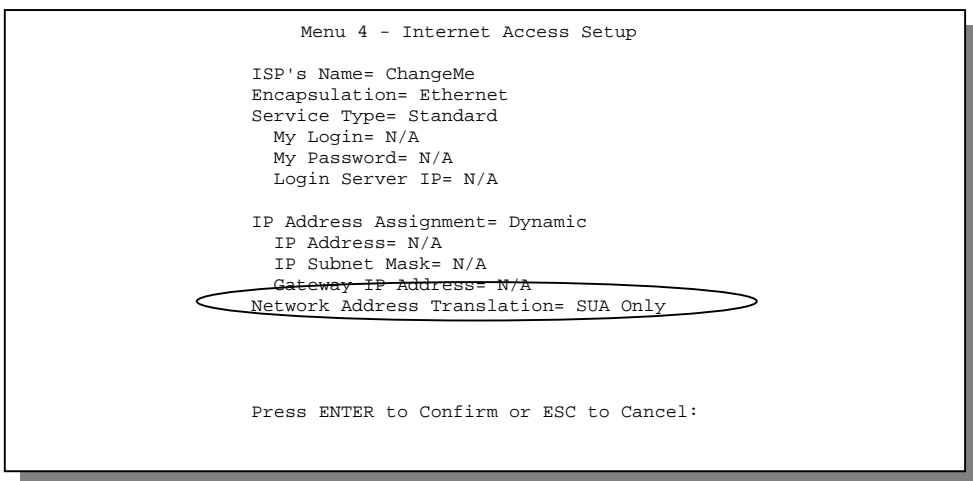 Menu 4 - Internet Access Setup
ISP's Name= ChangeMe
Encapsulation= Ethernet
Service Type= Standard
My Login= N/A
My Password= N/A
Login Server IP= N/A
IP Address Assignment= Dynamic
IP Address= N/A
IP Subnet Mask= N/A
Gateway IP Address= N/A
Network Address Translation= SUA Only
Press ENTER to Confirm or ESC to Cancel: